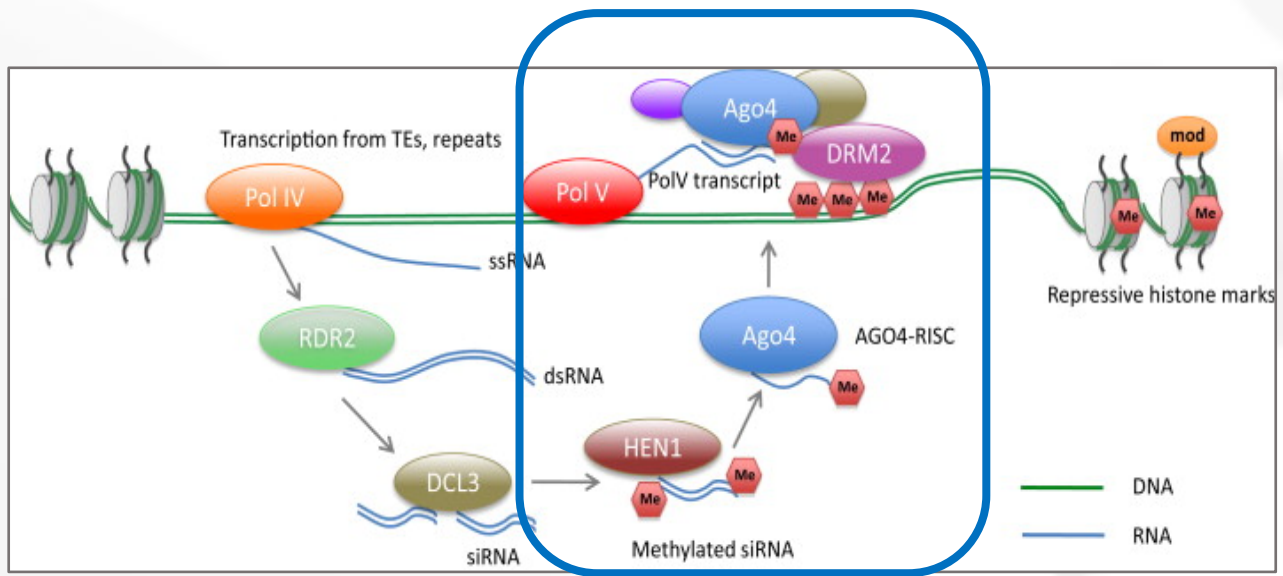 Transcription from TEs, repeats
Ago4
Me
DRM2
mod
Pol IV
Pol V
PolV transcript
Me
Me
Me
Me
Me
ssRNA
Repressive histone marks
RDR2
dsRNA
Ago4
AGO4-RISC
Me
HEN1
DCL3
Me
Me
siRNA
Methylated siRNA
DNA
RNA